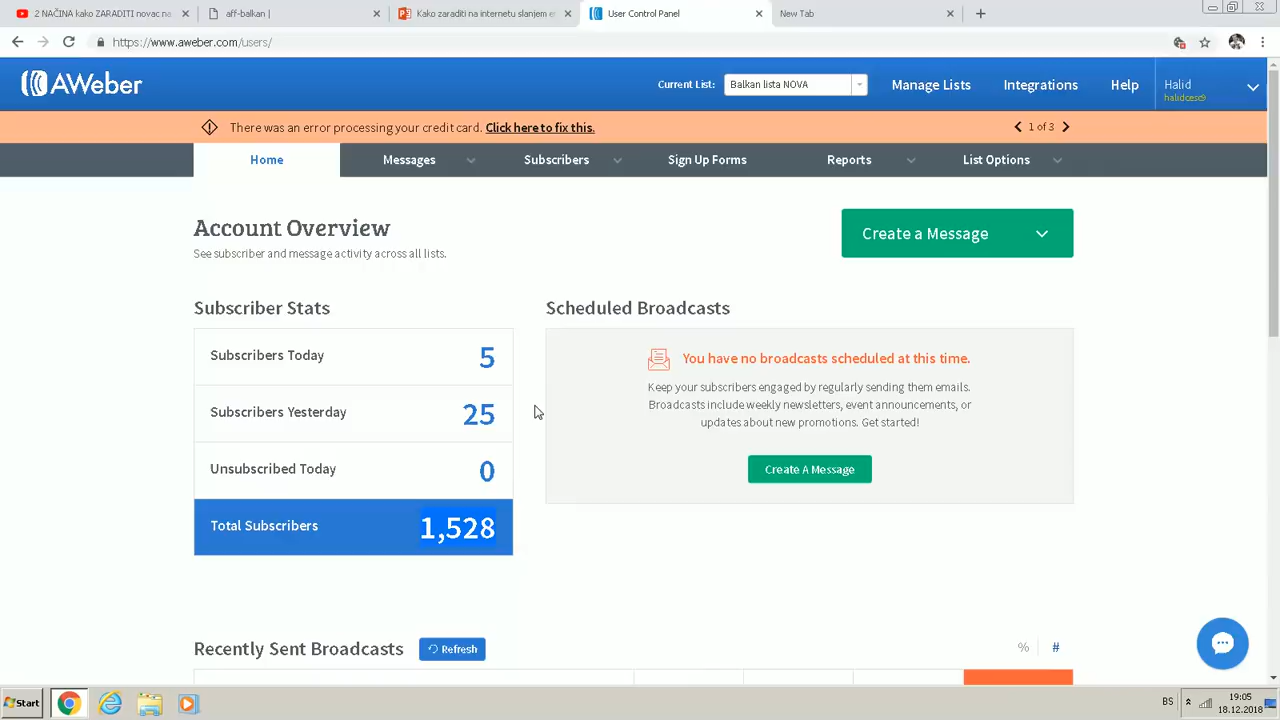 2 NAČINA kako ZARADITI novac na
aff-balkan |
Kako zaraditi na internetu slanjem e
User Control Panel
New Tab
https://www.aweber.com/users/
AWeber
Current List:
Balkan lista NOVA
Manage Lists
Integrations
Help
Halid
There was an error processing your credit card. Click here to fix this.
1 of 3
Home
Messages
Subscribers
Sign Up Forms
Reports
List Options
Account Overview
See subscriber and message activity across all lists.
Create a Message
Subscriber Stats
Subscribers Today 5
Subscribers Yesterday 25
Unsubscribed Today 0
Total Subscribers 1,528
Scheduled Broadcasts
You have no broadcasts scheduled at this time.
Keep your subscribers engaged by regularly sending them emails.
Broadcasts include weekly newsletters, event announcements, or
updates about new promotions. Get started!
Create A Message
Recently Sent Broadcasts
Refresh
%
#
Start
BS
19:05
18.12.2018